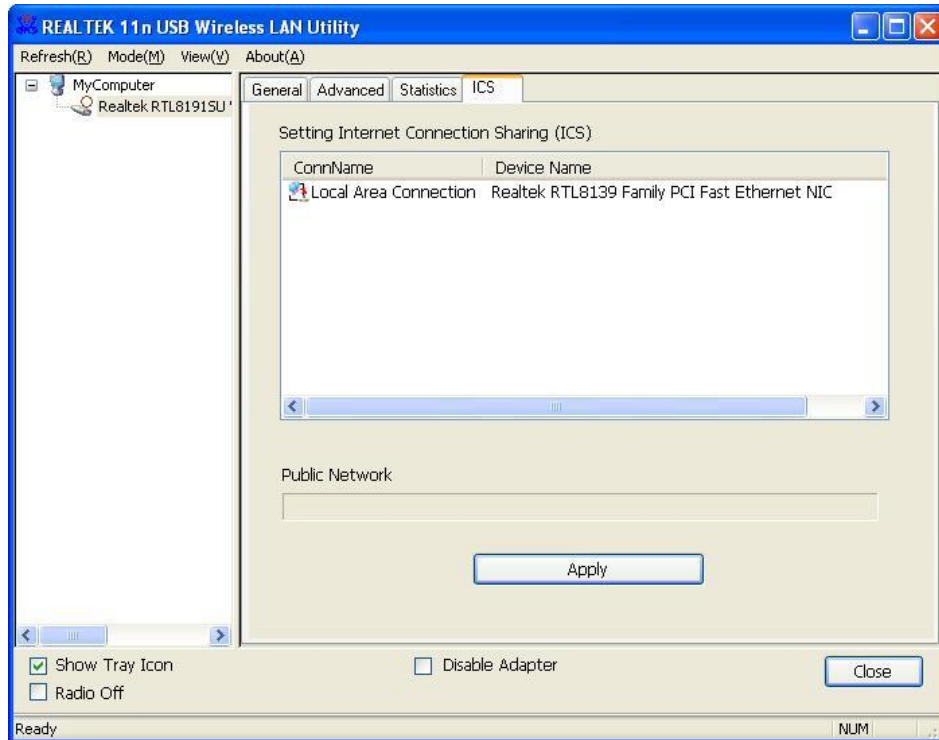 REALTEK 11n USB Wireless LAN Utility
Refresh(R) Mode(M) View(V) About(A)
MyComputer
Realtek RTL8191SU '
General Advanced Statistics ICS
Setting Internet Connection Sharing (ICS)
ConnName Device Name
Local Area Connection Realtek RTL8139 Family PCI Fast Ethernet NIC
Public Network
Apply
Show Tray Icon Disable Adapter Close
Radio Off
Ready NUM